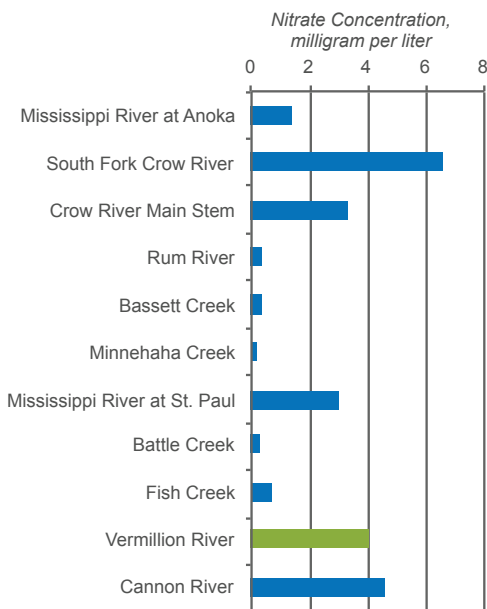 Nitrate Concentration,
milligram per liter
0 2 4 6 8
Mississippi River at Anoka
South Fork Crow River
Crow River Main Stem
Rum River
Bassett Creek
Minnehaha Creek
Mississippi River at St. Paul
Battle Creek
Fish Creek
Vermillion River
Cannon River